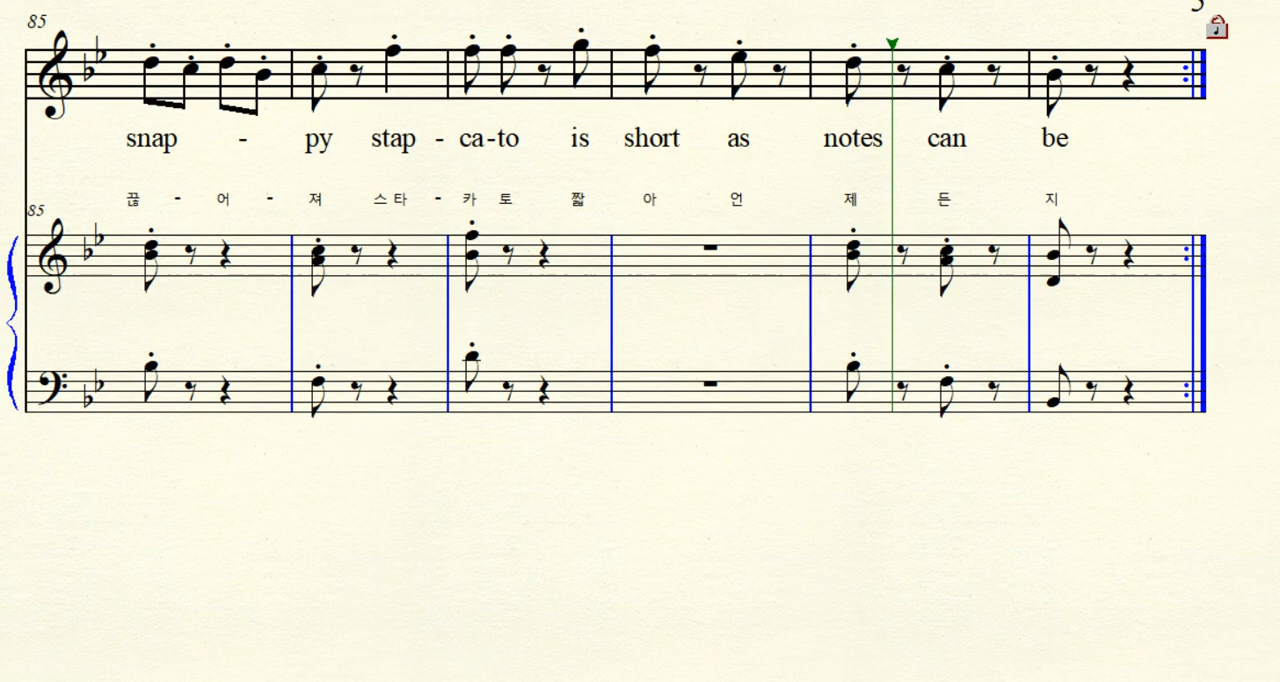 5
85
snap - py stap - ca-to is short as notes can be
끊 - 어 - 져 스 타 - 카 토 짧 아 언 제 든 지
85